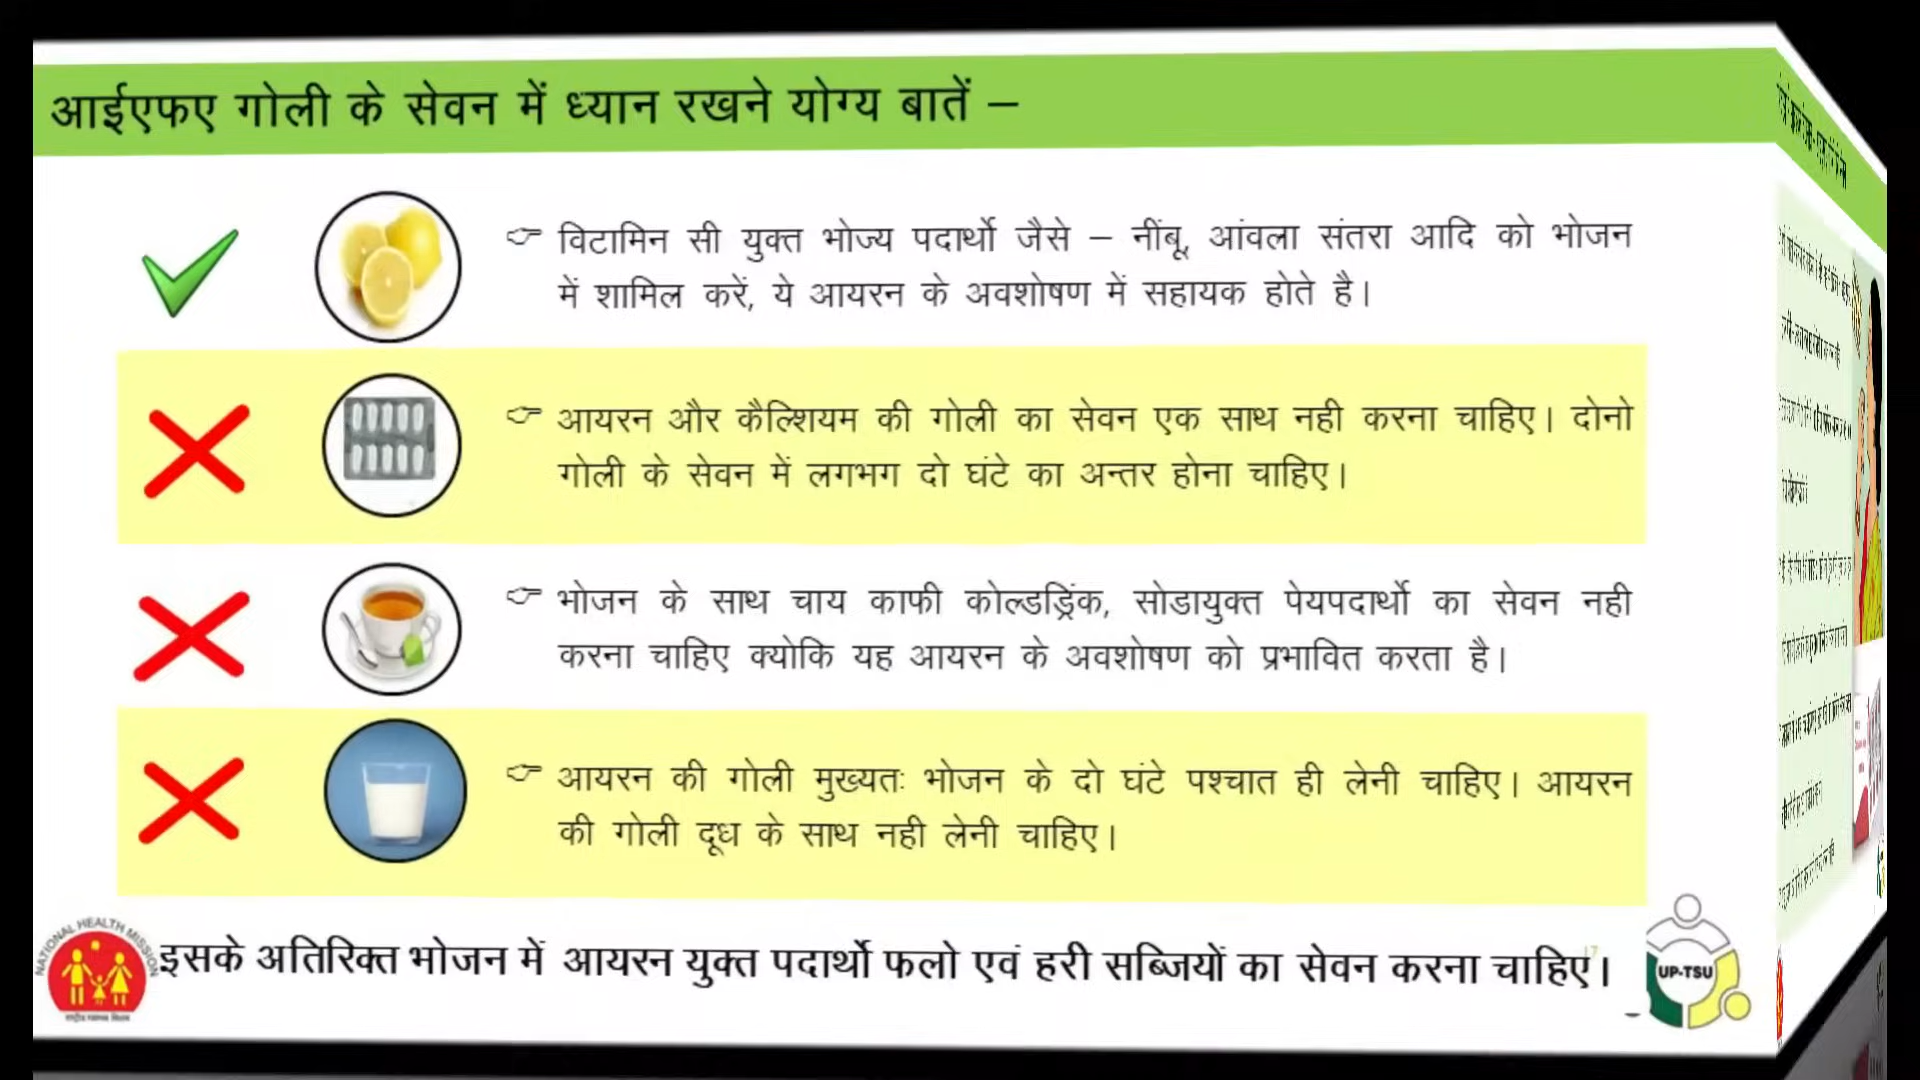 आईएफए गोली के सेवन में ध्यान रखने योग्य बातें –
☞ विटामिन सी युक्त भोज्य पदार्थो जैसे – नींबू, आंवला संतरा आदि को भोजन
में शामिल करें, ये आयरन के अवशोषण में सहायक होते है।
☞ आयरन और कैल्शियम की गोली का सेवन एक साथ नही करना चाहिए। दोनो
गोली के सेवन में लगभग दो घंटे का अन्तर होना चाहिए।
☞ भोजन के साथ चाय काफी कोल्डड्रिंक, सोडायुक्त पेयपदार्थो का सेवन नही
करना चाहिए क्योकि यह आयरन के अवशोषण को प्रभावित करता है।
☞ आयरन की गोली मुख्यतः भोजन के दो घंटे पश्चात ही लेनी चाहिए। आयरन
की गोली दूध के साथ नही लेनी चाहिए।
NATIONAL HEALTH MISSION
राष्ट्रीय स्वास्थ्य मिशन
इसके अतिरिक्त भोजन में आयरन युक्त पदार्थो फलो एवं हरी सब्जियों का सेवन करना चाहिए।
17
UP-TSU